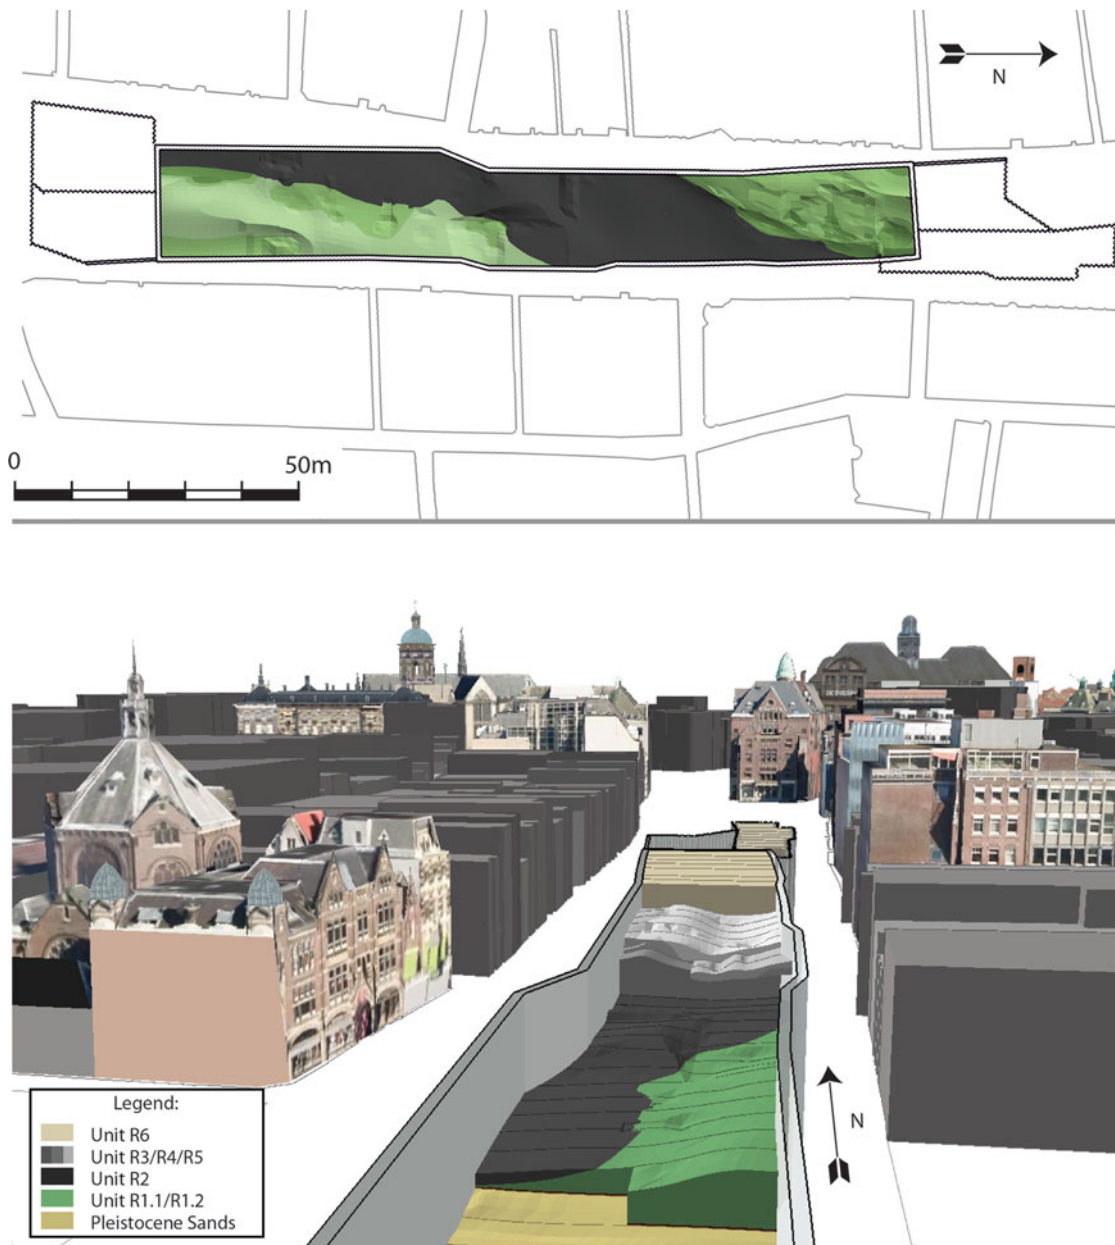 N
0 50m
N
Legend:
Unit R6
Unit R3/R4/R5
Unit R2
Unit R1.1/R1.2
Pleistocene Sands